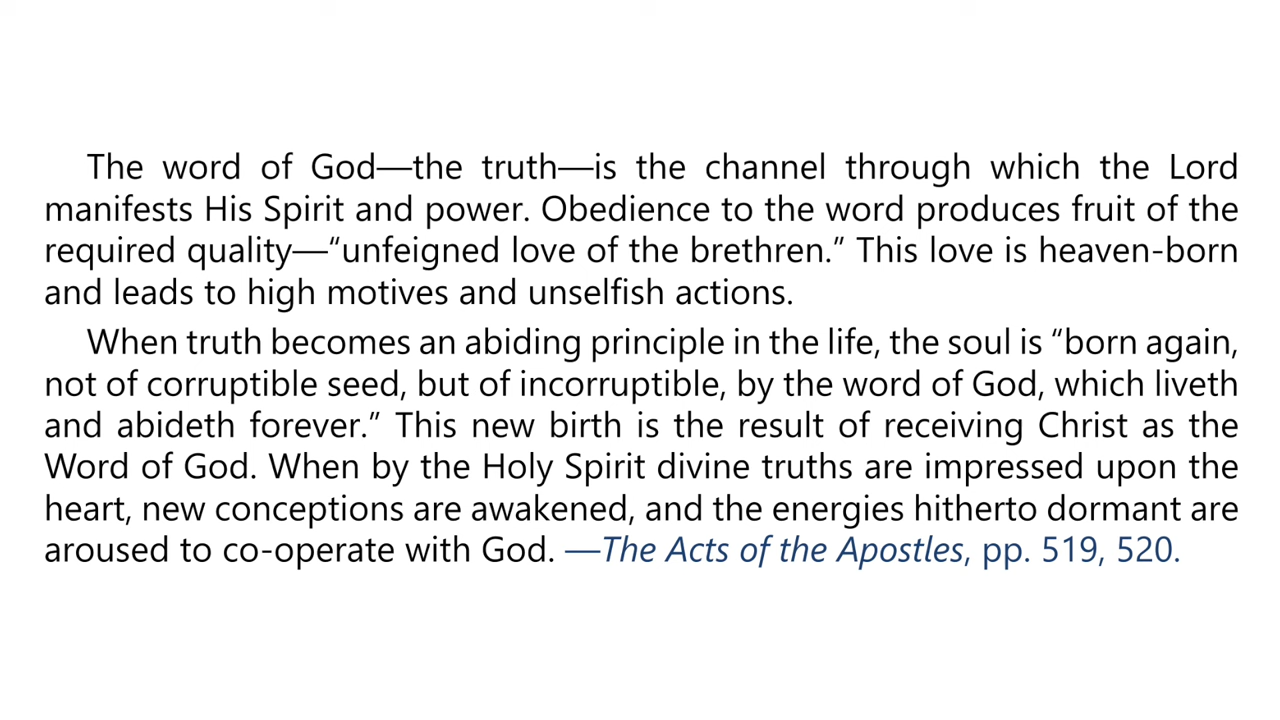 The word of God—the truth—is the channel through which the Lord
manifests His Spirit and power. Obedience to the word produces fruit of the
required quality—“unfeigned love of the brethren.” This love is heaven-born
and leads to high motives and unselfish actions.
When truth becomes an abiding principle in the life, the soul is “born again,
not of corruptible seed, but of incorruptible, by the word of God, which liveth
and abideth forever.” This new birth is the result of receiving Christ as the
Word of God. When by the Holy Spirit divine truths are impressed upon the
heart, new conceptions are awakened, and the energies hitherto dormant are
aroused to co-operate with God. —The Acts of the Apostles, pp. 519, 520.